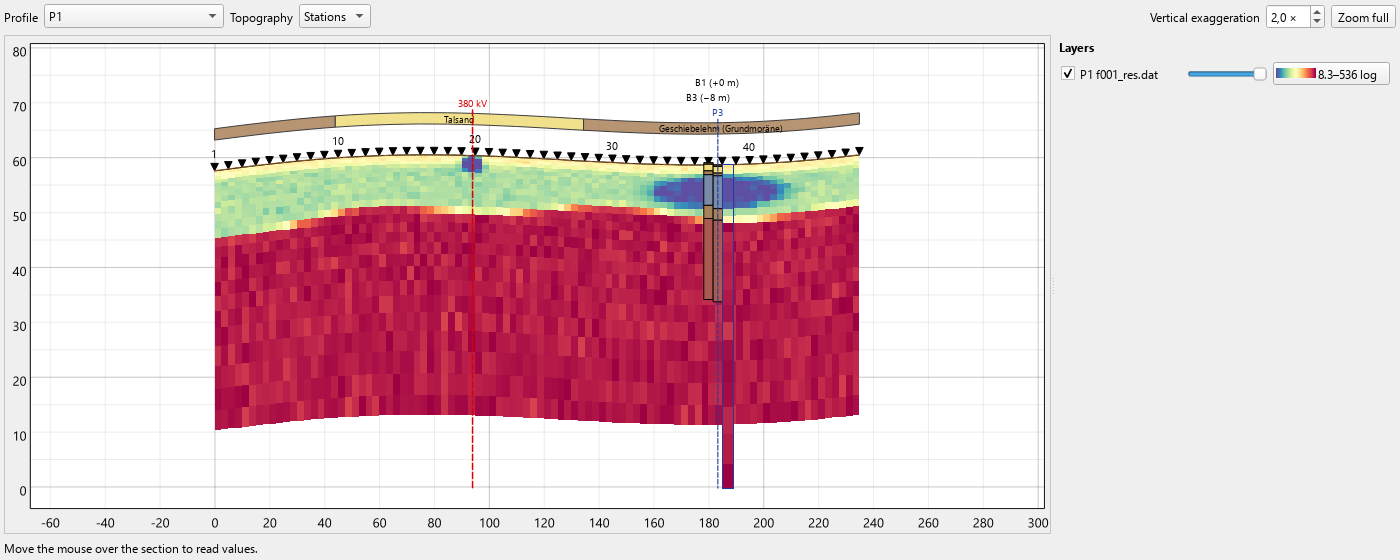 Profile P1 Topography Stations Vertical exaggeration 2,0 × Zoom full
Layers
P1 f001_res.dat 8.3–536 log
B1 (+0 m)
B3 (−8 m)
380 kV P3
Talsand
Geschiebelehm (Grundmoräne)
1 10 20 30 40
80
70
60
50
40
30
20
10
0
-60 -40 -20 0 20 40 60 80 100 120 140 160 180 200 220 240 260 280 300
Move the mouse over the section to read values.